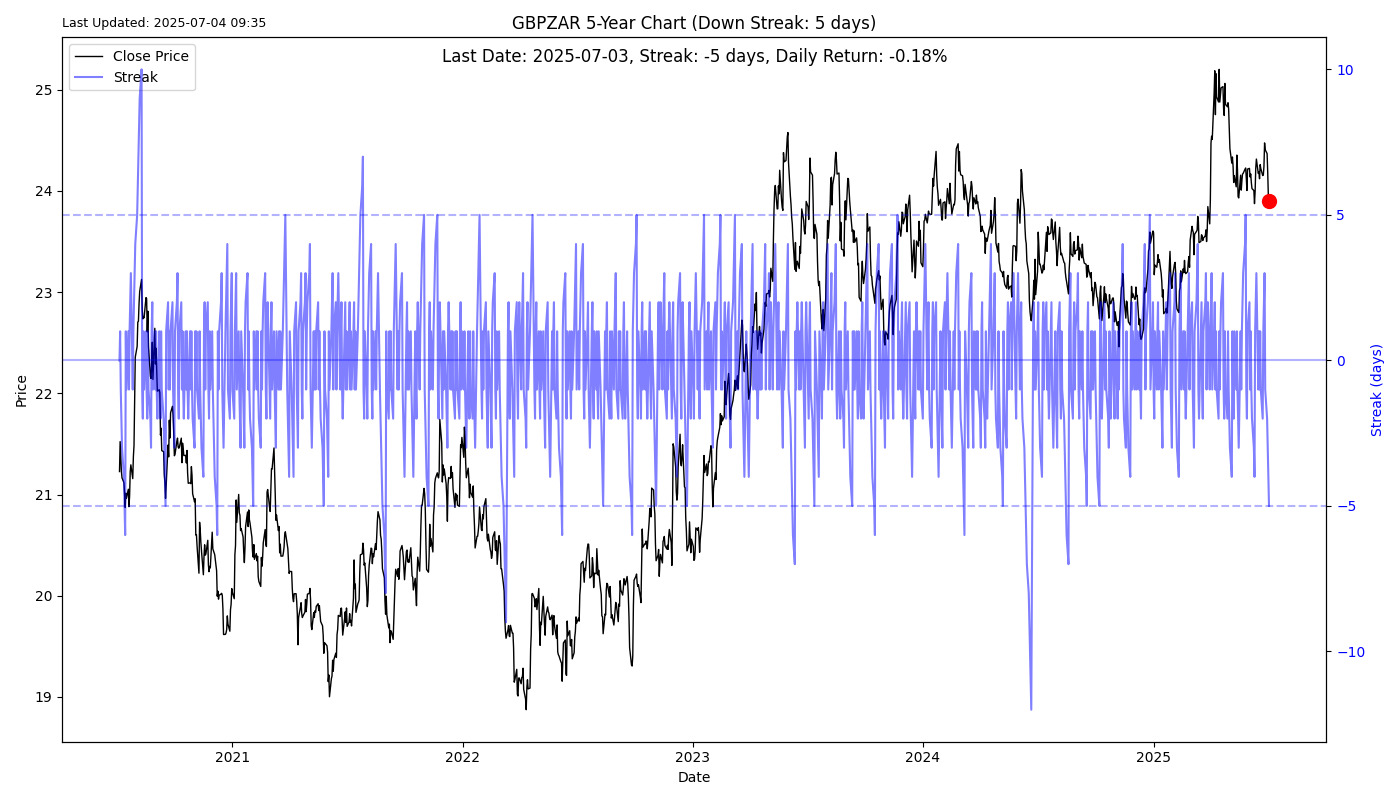 Last Updated: 2025-07-04 09:35
GBPZAR 5-Year Chart (Down Streak: 5 days)
Last Date: 2025-07-03, Streak: -5 days, Daily Return: -0.18%
Close Price
Streak
Price
25
24
23
22
21
20
19
10
5
0
−5
−10
Streak (days)
2021
2022
2023
2024
2025
Date